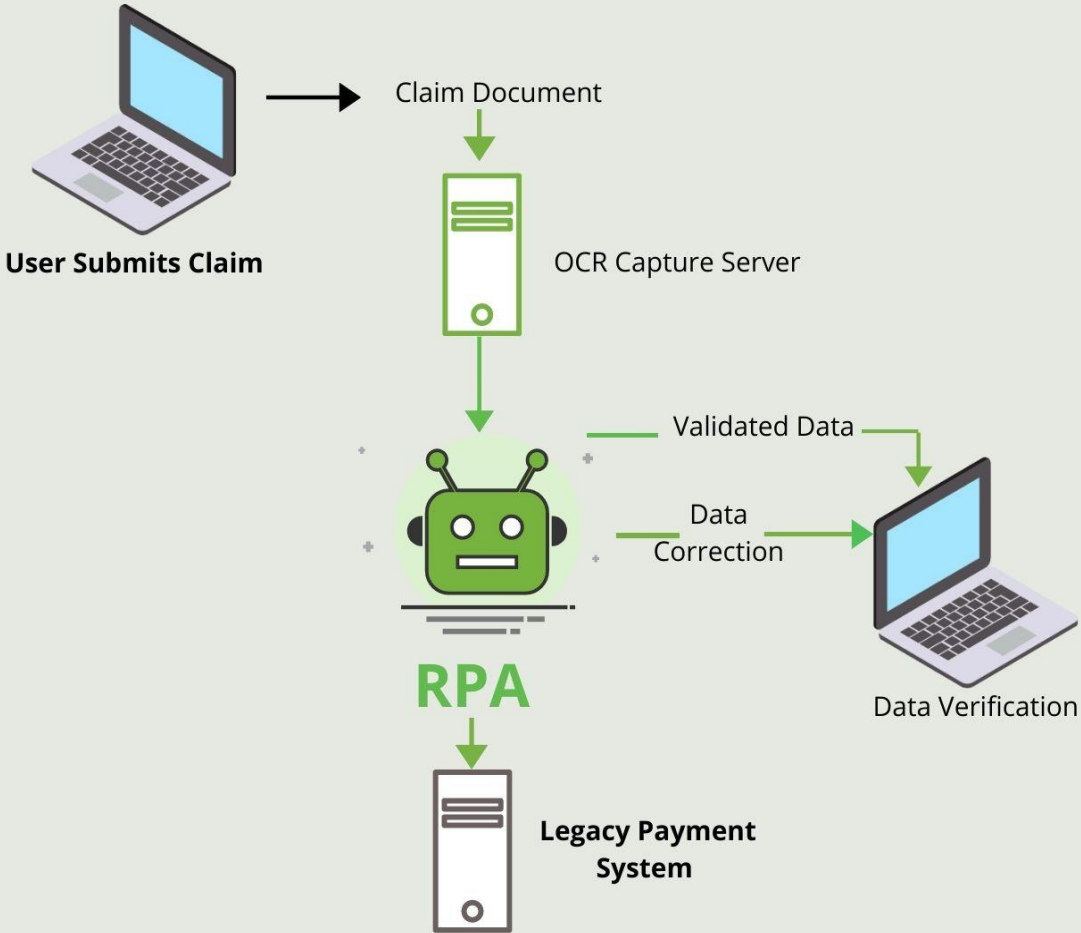 Claim Document
User Submits Claim
OCR Capture Server
Validated Data
Data
Correction
RPA
Data Verification
Legacy Payment
System